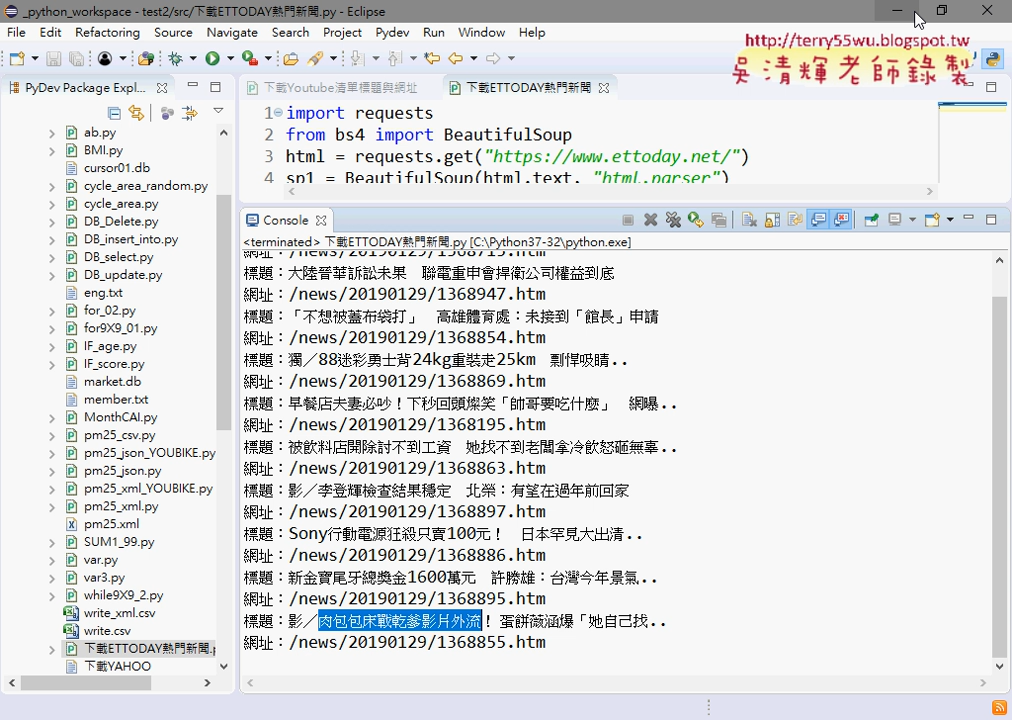 _python_workspace - test2/src/下載ETTODAY熱門新聞.py - Eclipse
File Edit Refactoring Source Navigate Search Project Pydev Run Window Help
http://terry55wu.blogspot.tw
吳清輝老師錄製
PyDev Package Expl...
下載Youtube清單標題與網址
下載ETTODAY熱門新聞
1 import requests
2 from bs4 import BeautifulSoup
3 html = requests.get("https://www.ettoday.net/")
4 sp1 = BeautifulSoup(html.text, "html.parser")
ab.py
BMI.py
cursor01.db
cycle_area_random.py
cycle_area.py
DB_Delete.py
DB_insert_into.py
DB_select.py
DB_update.py
eng.txt
for_02.py
for9X9_01.py
IF_age.py
IF_score.py
market.db
member.txt
MonthCAl.py
pm25_csv.py
pm25_json_YOUBIKE.py
pm25_json.py
pm25_xml_YOUBIKE.py
pm25_xml.py
pm25.xml
SUM1_99.py
var.py
var3.py
while9X9_2.py
write_xml.csv
write.csv
下載ETTODAY熱門新聞.p
下載YAHOO
Console
<terminated> 下載ETTODAY熱門新聞.py [C:\Python37-32\python.exe]
網址：/news/20190129/1368715.htm
標題：大陸晉華訴訟未果　聯電重申會捍衛公司權益到底
網址：/news/20190129/1368947.htm
標題：「不想被蓋布袋打」　高雄體育處：未接到「館長」申請
網址：/news/20190129/1368854.htm
標題：獨／88迷彩勇士背24kg重裝走25km　剽悍吸睛..
網址：/news/20190129/1368869.htm
標題：早餐店夫妻必吵！下秒回頭燦笑「帥哥要吃什麼」　網曝..
網址：/news/20190129/1368195.htm
標題：被飲料店開除討不到工資　她找不到老闆拿冷飲怒砸無辜..
網址：/news/20190129/1368863.htm
標題：影／李登輝檢查結果穩定　北榮：有望在過年前回家
網址：/news/20190129/1368897.htm
標題：Sony行動電源狂殺只賣100元！　日本罕見大出清..
網址：/news/20190129/1368886.htm
標題：新金寶尾牙總獎金1600萬元　許勝雄：台灣今年景氣..
網址：/news/20190129/1368895.htm
標題：影／肉包包床戰乾爹影片外流！ 蛋餅薇涵爆「她自己找..
網址：/news/20190129/1368855.htm